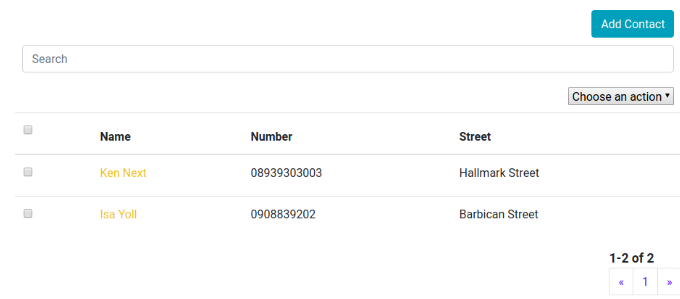 Add Contact
Search
Choose an action
Name Number Street
Ken Next 08939303003 Hallmark Street
Isa Yoll 0908839202 Barbican Street
1-2 of 2
« 1 »